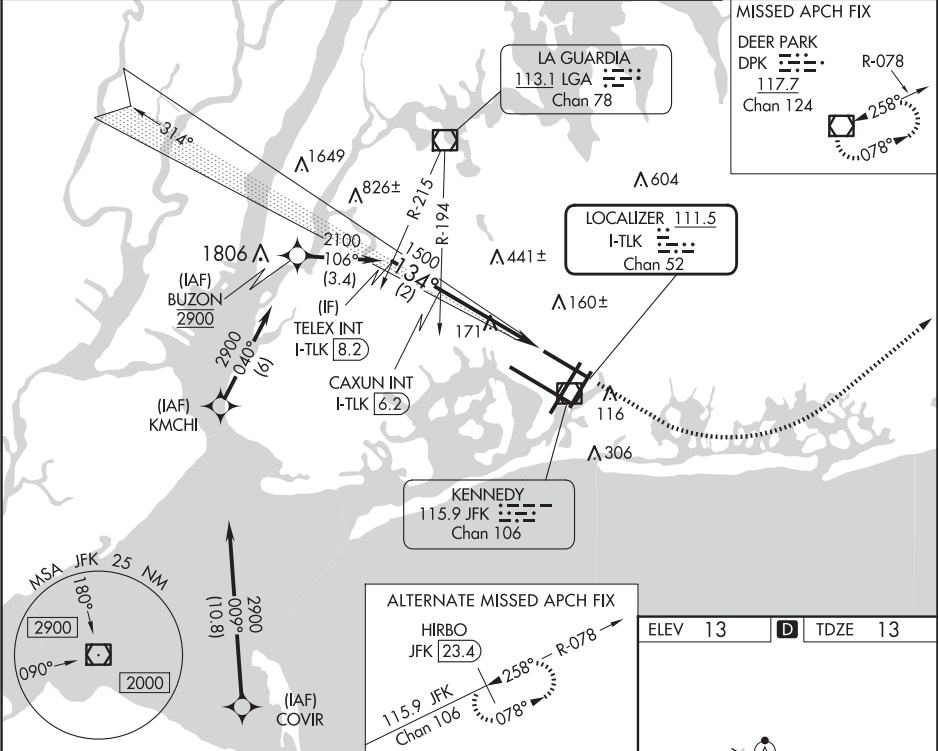 MISSED APCH FIX
DEER PARK
DPK
117.7
Chan 124
R-078
258°
078°
LA GUARDIA
113.1 LGA
Chan 78
314°
1649
826±
R-215
R-194
604
LOCALIZER 111.5
I-TLK
Chan 52
1806
2100
106°
(3.4)
1500
134°
(2)
441±
160±
171
(IAF)
BUZON
2900
(IF)
TELEX INT
I-TLK 8.2
CAXUN INT
I-TLK 6.2
2900
040°
(6)
(IAF)
KMCHI
116
306
KENNEDY
115.9 JFK
Chan 106
MSA JFK 25 NM
180°
2900
090°
2000
2900
009°
(10.8)
(IAF)
COVIR
ALTERNATE MISSED APCH FIX
HIRBO
JFK 23.4
R-078
258°
078°
115.9 JFK
Chan 106
ELEV 13
D
TDZE 13
A